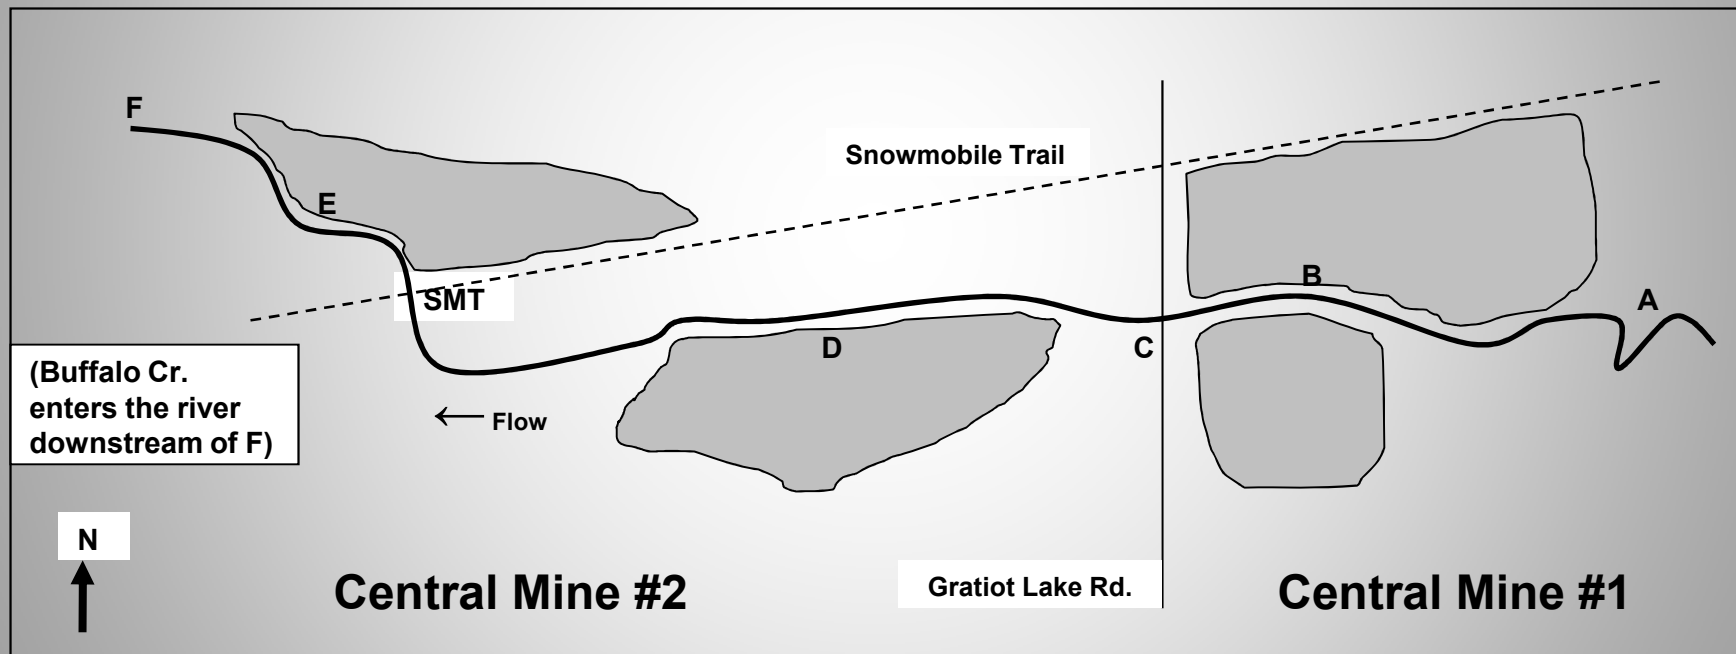 F
Snowmobile Trail
E
B
A
SMT
D
C
(Buffalo Cr.
enters the river
downstream of F)
← Flow
N
Central Mine #2
Gratiot Lake Rd.
Central Mine #1